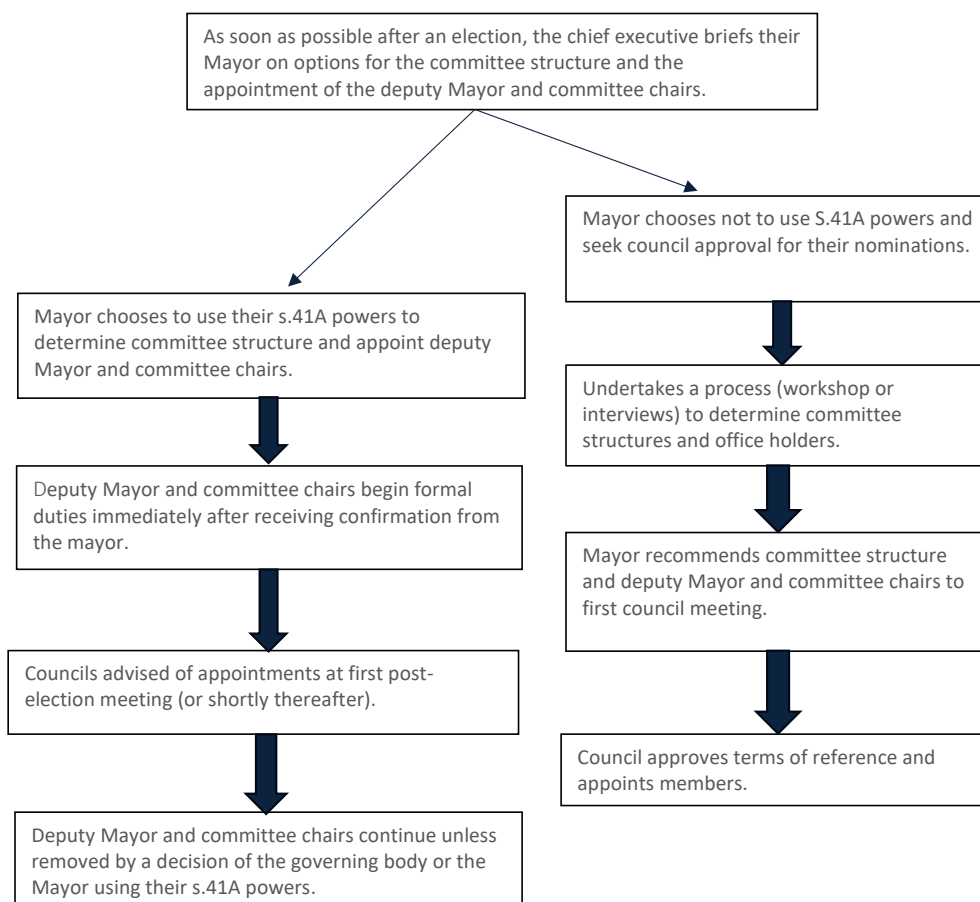 As soon as possible after an election, the chief executive briefs their
Mayor on options for the committee structure and the
appointment of the deputy Mayor and committee chairs.
Mayor chooses not to use S.41A powers and
seek council approval for their nominations.
Mayor chooses to use their s.41A powers to
determine committee structure and appoint deputy
Mayor and committee chairs.
Undertakes a process (workshop or
interviews) to determine committee
structures and office holders.
Deputy Mayor and committee chairs begin formal
duties immediately after receiving confirmation from
the mayor.
Mayor recommends committee structure
and deputy Mayor and committee chairs to
first council meeting.
Councils advised of appointments at first post-
election meeting (or shortly thereafter).
Council approves terms of reference and
appoints members.
Deputy Mayor and committee chairs continue unless
removed by a decision of the governing body or the
Mayor using their s.41A powers.